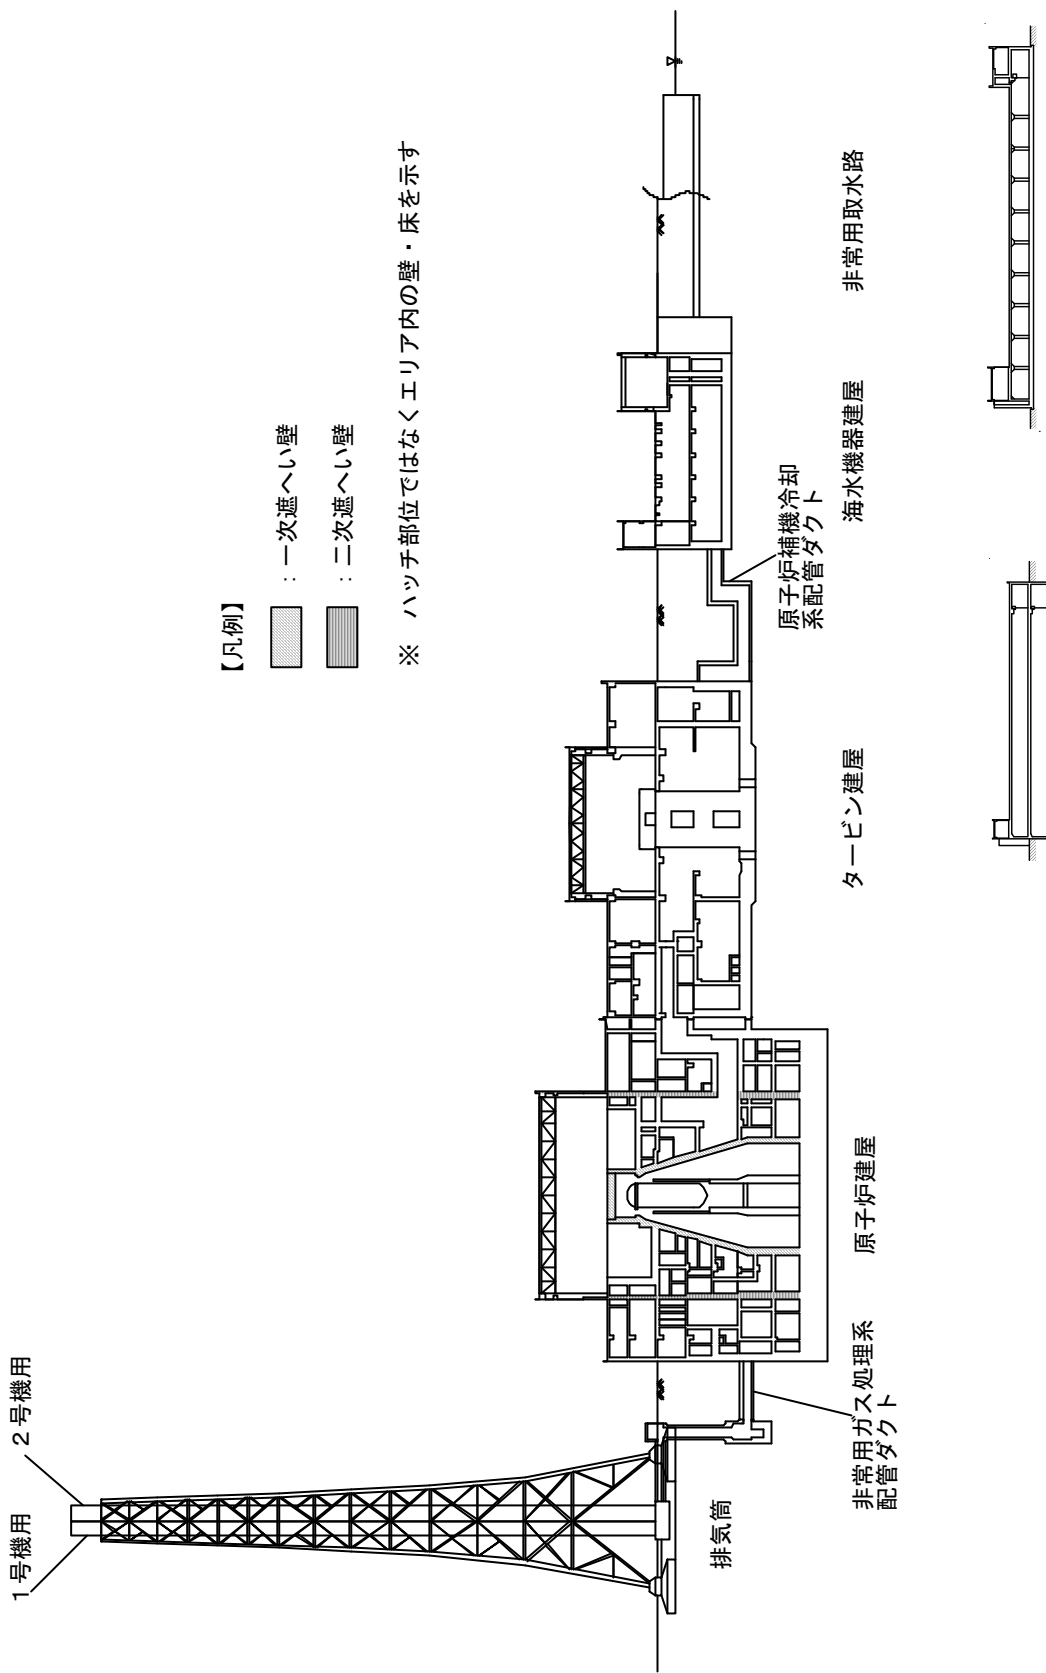 １号機用
２号機用
【凡例】
：一次遮へい壁
：二次遮へい壁
※　ハッチ部位ではなくエリア内の壁・床を示す
排気筒
非常用ガス処理系
配管ダクト
原子炉建屋
タービン建屋
原子炉補機冷却
系配管ダクト
海水機器建屋
非常用取水路